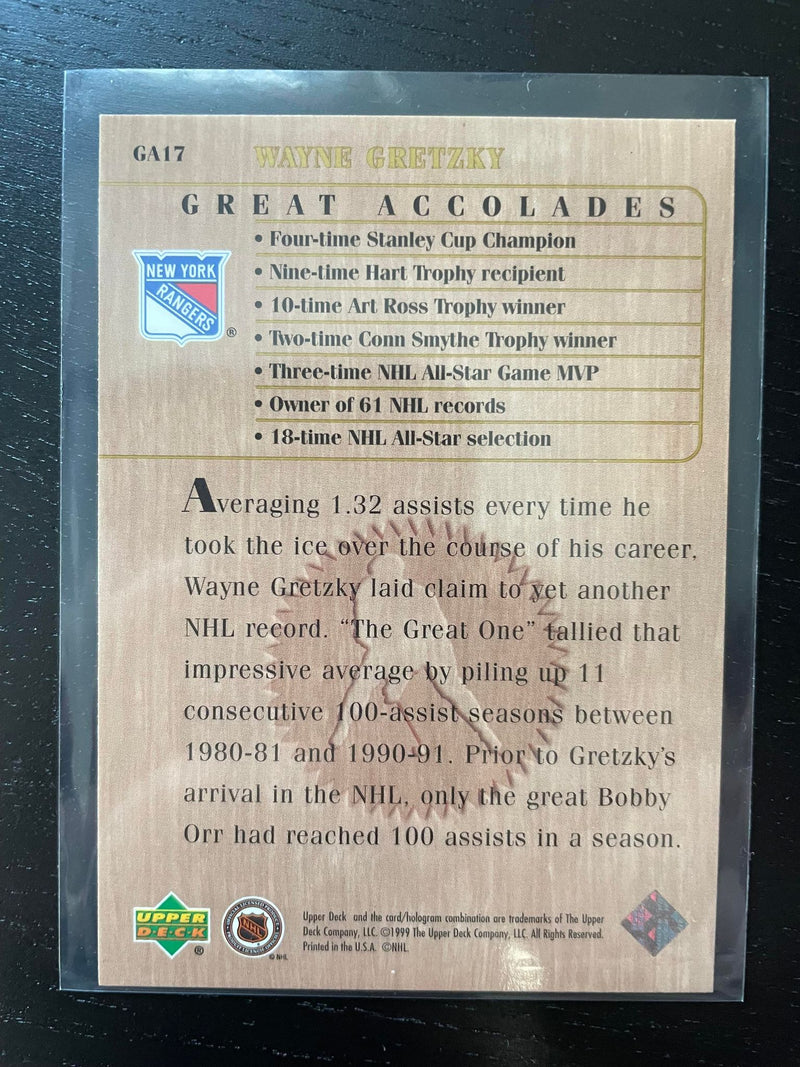 GA17
WAYNE GRETZKY
GREAT ACCOLADES
• Four-time Stanley Cup Champion
• Nine-time Hart Trophy recipient
• 10-time Art Ross Trophy winner
• Two-time Conn Smythe Trophy winner
• Three-time NHL All-Star Game MVP
• Owner of 61 NHL records
• 18-time NHL All-Star selection
NEW YORK
RANGERS
®
Averaging 1.32 assists every time he
took the ice over the course of his career,
Wayne Gretzky laid claim to yet another
NHL record. “The Great One” tallied that
impressive average by piling up 11
consecutive 100-assist seasons between
1980-81 and 1990-91. Prior to Gretzky's
arrival in the NHL, only the great Bobby
Orr had reached 100 assists in a season.
UPPER
D·E·C·K
®
NHL
© NHL
Upper Deck and the card/hologram combination are trademarks of The Upper
Deck Company, LLC. ©1999 The Upper Deck Company, LLC. All Rights Reserved.
Printed in the U.S.A. ©NHL.